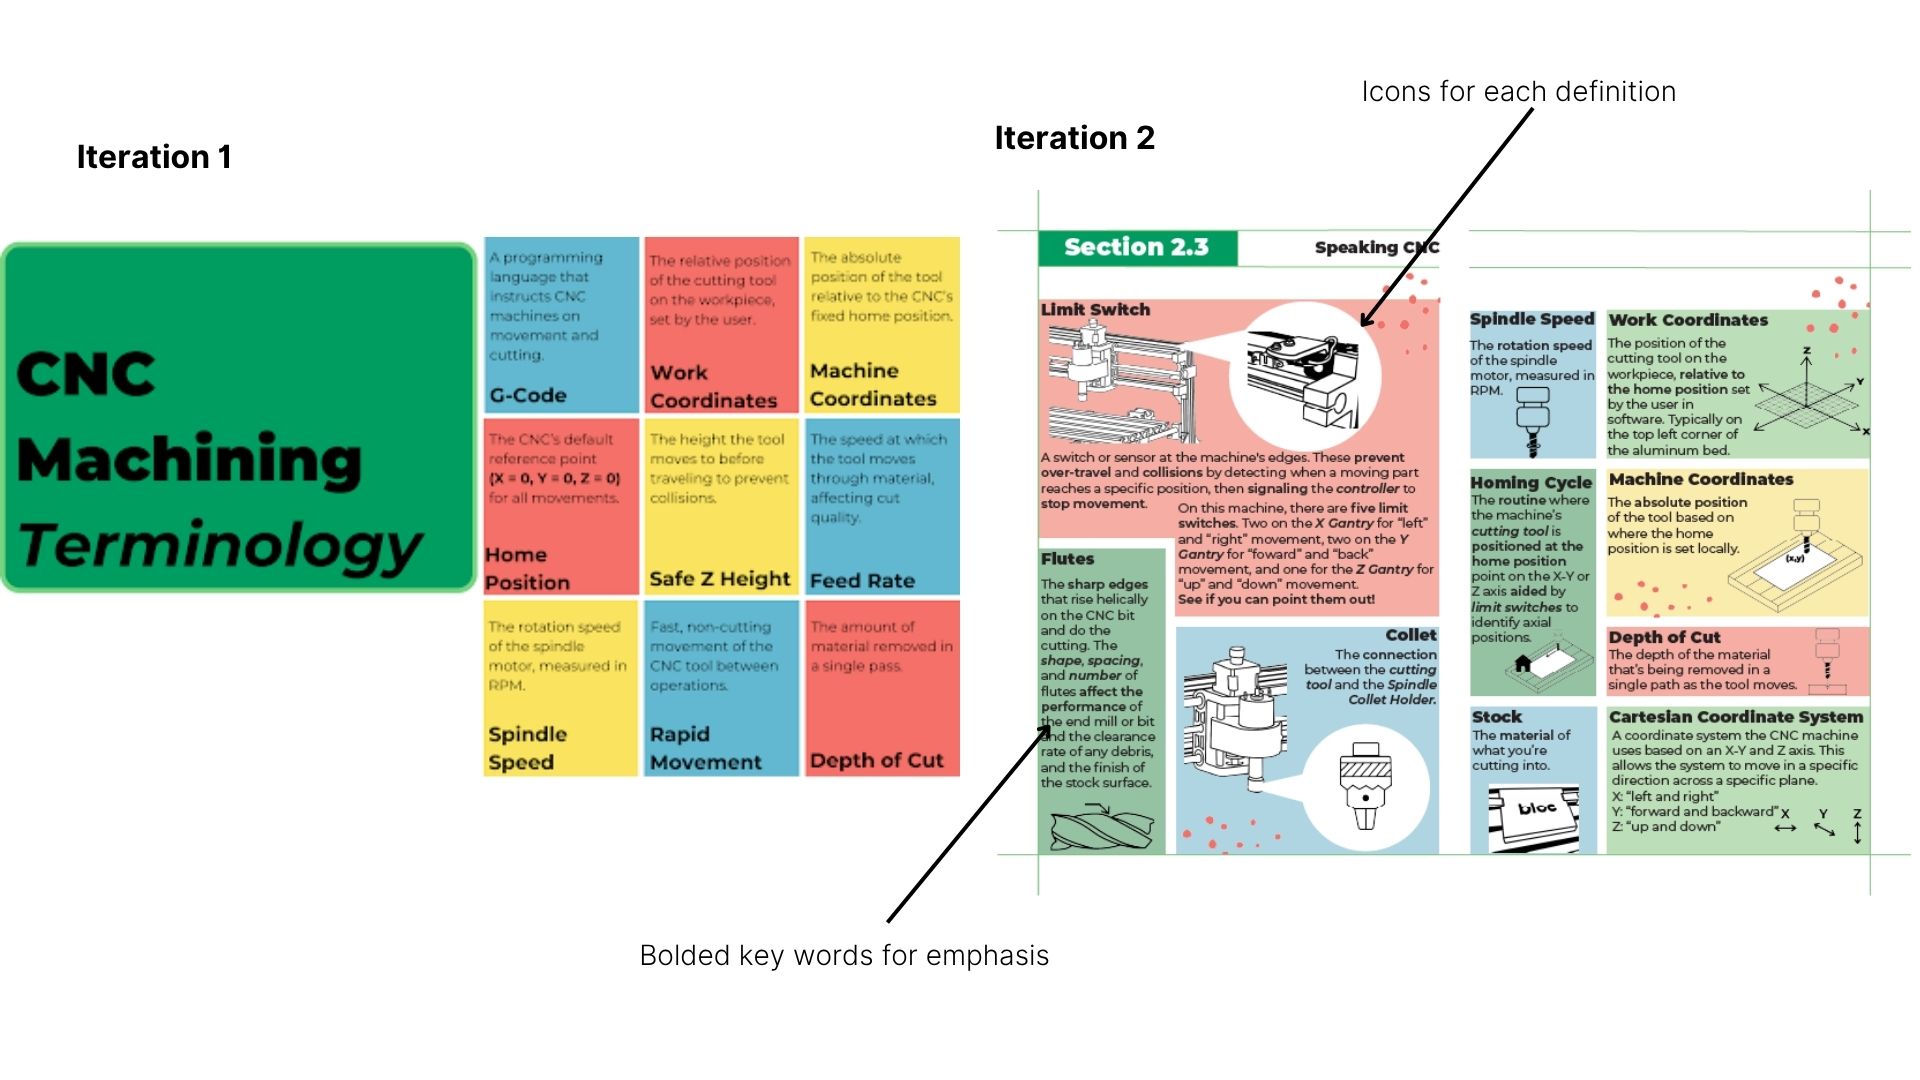 Icons for each definition
Iteration 1
Iteration 2
CNC
Machining
Terminology
A programming
language that
instructs CNC
machines on
movement and
cutting.
G-Code
The relative position
of the cutting tool
on the workpiece,
set by the user.
Work
Coordinates
The absolute
position of the tool
relative to the CNC's
fixed home position.
Machine
Coordinates
The CNC's default
reference point
(X = 0, Y = 0, Z = 0)
for all movements.
Home
Position
The height the tool
moves to before
traveling to prevent
collisions.
Safe Z Height
The speed at which
the tool moves
through material,
affecting cut
quality.
Feed Rate
The rotation speed
of the spindle
motor, measured in
RPM.
Spindle
Speed
Fast, non-cutting
movement of the
CNC tool between
operations.
Rapid
Movement
The amount of
material removed in
a single pass.
Depth of Cut
Section 2.3
Speaking CNC
Limit Switch
A switch or sensor at the machine's edges. These prevent
over-travel and collisions by detecting when a moving part
reaches a specific position, then signaling the controller to
stop movement.
On this machine, there are five limit
switches. Two on the X Gantry for "left"
and "right" movement, two on the Y
Gantry for "foward" and "back"
movement, and one for the Z Gantry for
"up" and "down" movement.
See if you can point them out!
Flutes
The sharp edges
that rise helically
on the CNC bit
and do the
cutting. The
shape, spacing,
and number of
flutes affect the
performance of
the end mill or bit
and the clearance
rate of any debris,
and the finish of
the stock surface.
Collet
The connection
between the cutting
tool and the Spindle
Collet Holder.
Spindle Speed
The rotation speed
of the spindle
motor, measured in
RPM.
Work Coordinates
The position of the
cutting tool on the
workpiece, relative to
the home position set
by the user in
software. Typically on
the top left corner of
the aluminum bed.
Z
Y
X
Homing Cycle
The routine where
the machine's
cutting tool is
positioned at the
home position
point on the X-Y or
Z axis aided by
limit switches to
identify axial
positions.
Machine Coordinates
The absolute position
of the tool based on
where the home
position is set locally.
(x,y)
Depth of Cut
The depth of the material
that's being removed in a
single path as the tool moves.
Stock
The material of
what you're
cutting into.
bloc
Cartesian Coordinate System
A coordinate system the CNC machine
uses based on an X-Y and Z axis. This
allows the system to move in a specific
direction across a specific plane.
X: "left and right"
Y: "forward and backward"
Z: "up and down"
X Y Z
Bolded key words for emphasis